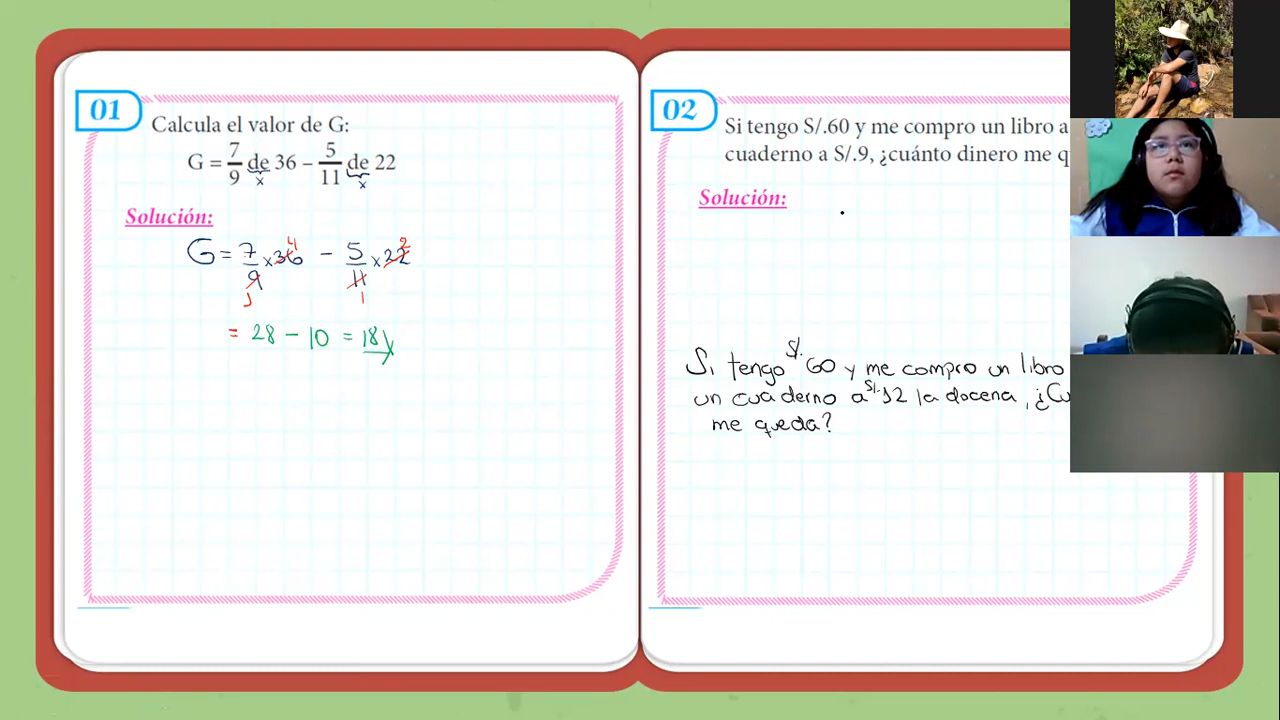 01
Calcula el valor de G:
G = 7/9 de 36 − 5/11 de 22
x x
Solución:
G = 7/9 x 36 − 5/11 x 22
4 2
1 1
= 28 − 10 = 18
02
Si tengo S/.60 y me compro un libro a
cuaderno a S/.9, ¿cuánto dinero me q
Solución:
Si tengo S/. 60 y me compro un libro
un cuaderno a S/. 12 la docena, ¿Cu
me queda?